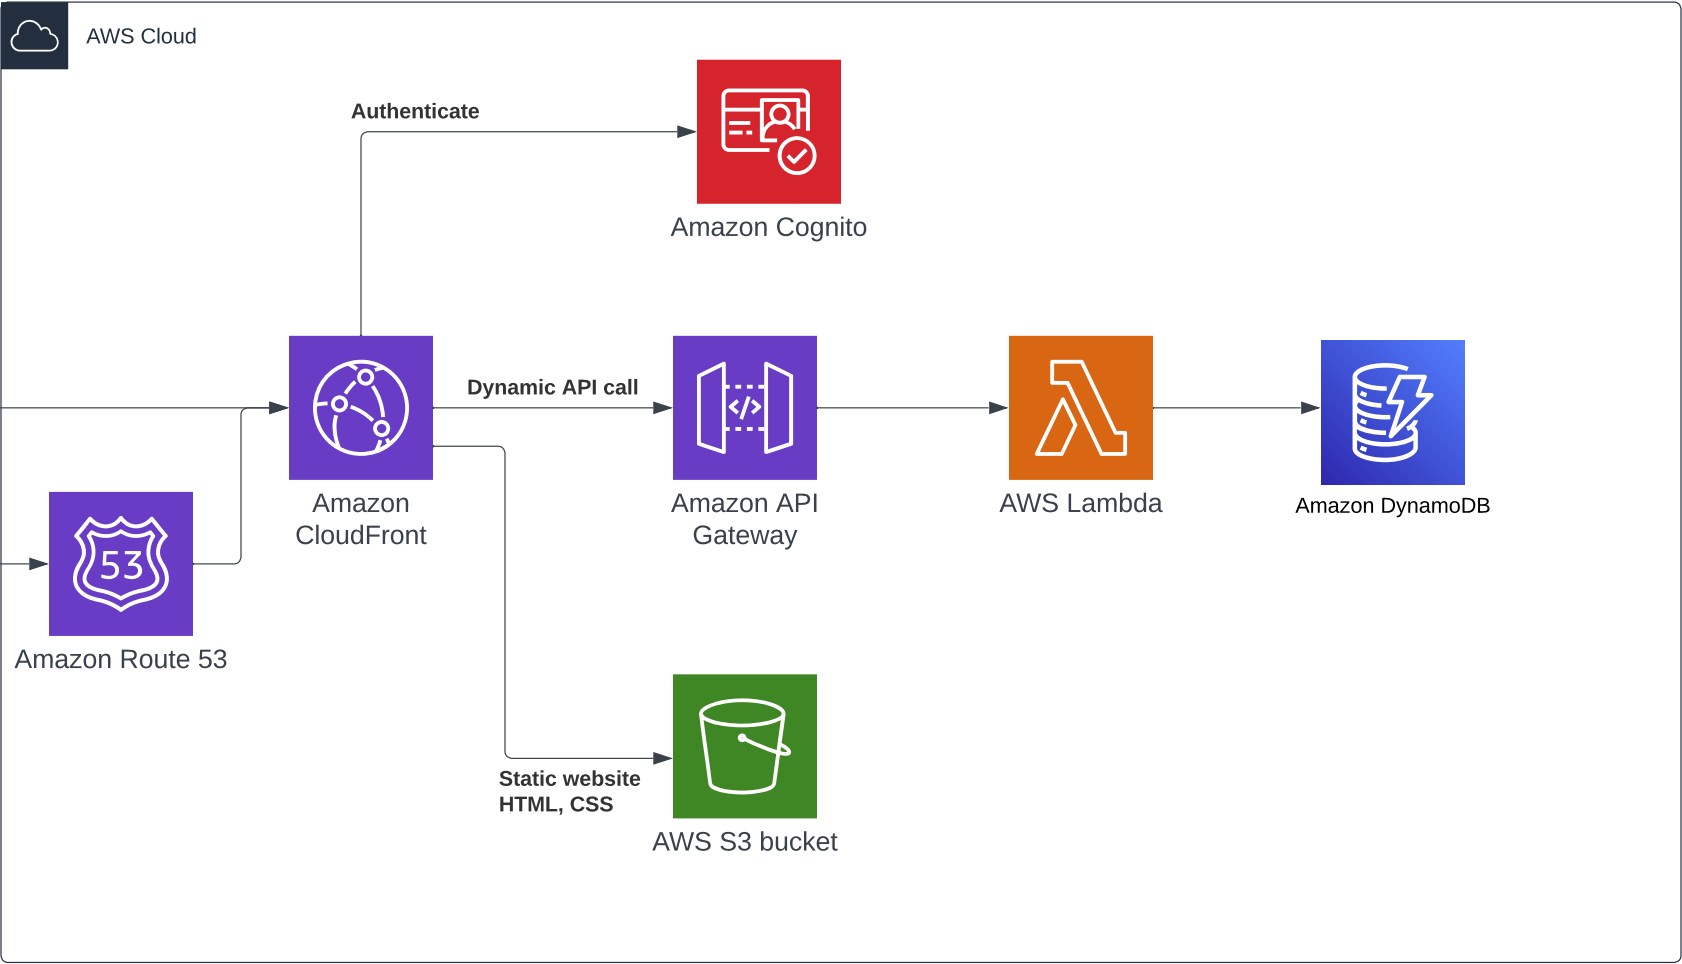 AWS Cloud
Authenticate
Amazon Cognito
Dynamic API call
Amazon
CloudFront
Amazon API
Gateway
AWS Lambda
Amazon DynamoDB
53
Amazon Route 53
Static website
HTML, CSS
AWS S3 bucket